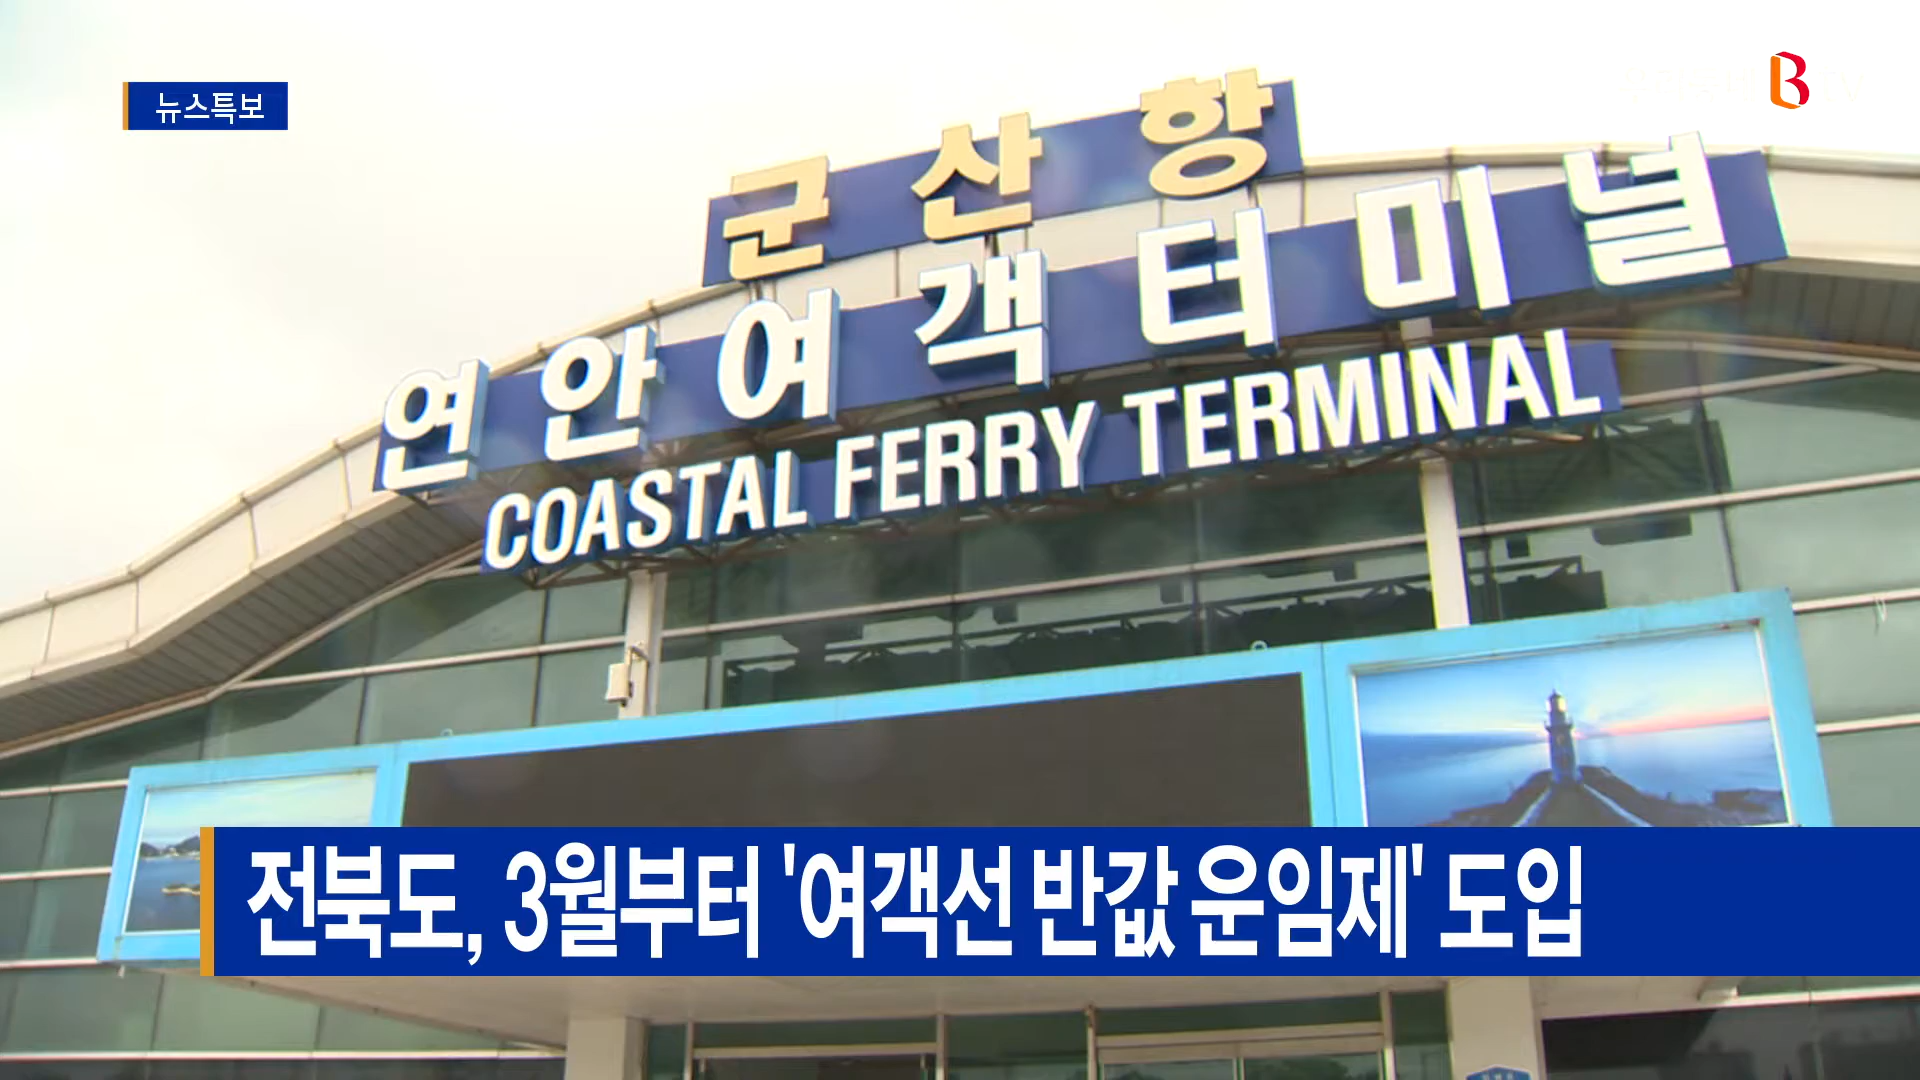 뉴스특보
B
군산항
연안여객터미널
COASTAL FERRY TERMINAL
전북도, 3월부터 '여객선 반값 운임제' 도입